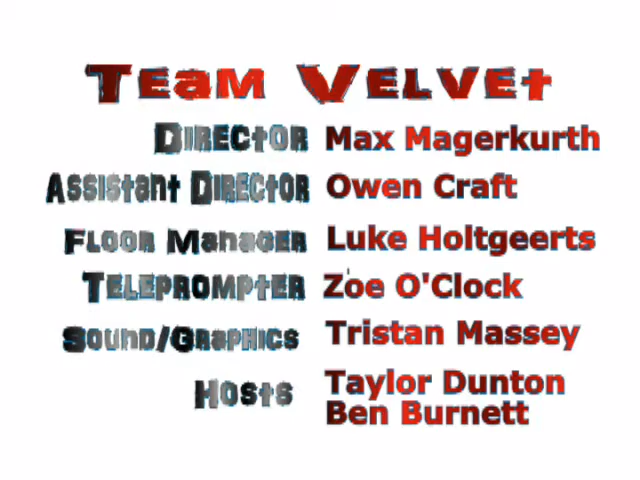 Team Velvet
Director Max Magerkurth
Assistant Director Owen Craft
Floor Manager Luke Holtgeerts
Teleprompter Zoe O'Clock
Sound/Graphics Tristan Massey
Hosts Taylor Dunton
Ben Burnett